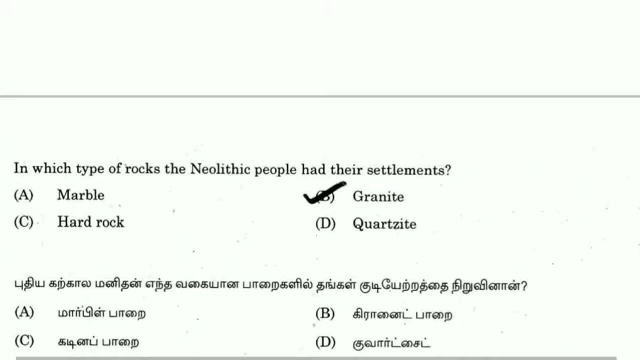 In which type of rocks the Neolithic people had their settlements?
(A) Marble (B) Granite
(C) Hard rock (D) Quartzite
புதிய கற்கால மனிதன் எந்த வகையான பாறைகளில் தங்கள் குடியேற்றத்தை நிறுவினான்?
(A) மார்பிள் பாறை (B) கிரானைட் பாறை
(C) கடினப் பாறை (D) குவார்ட்சைட்